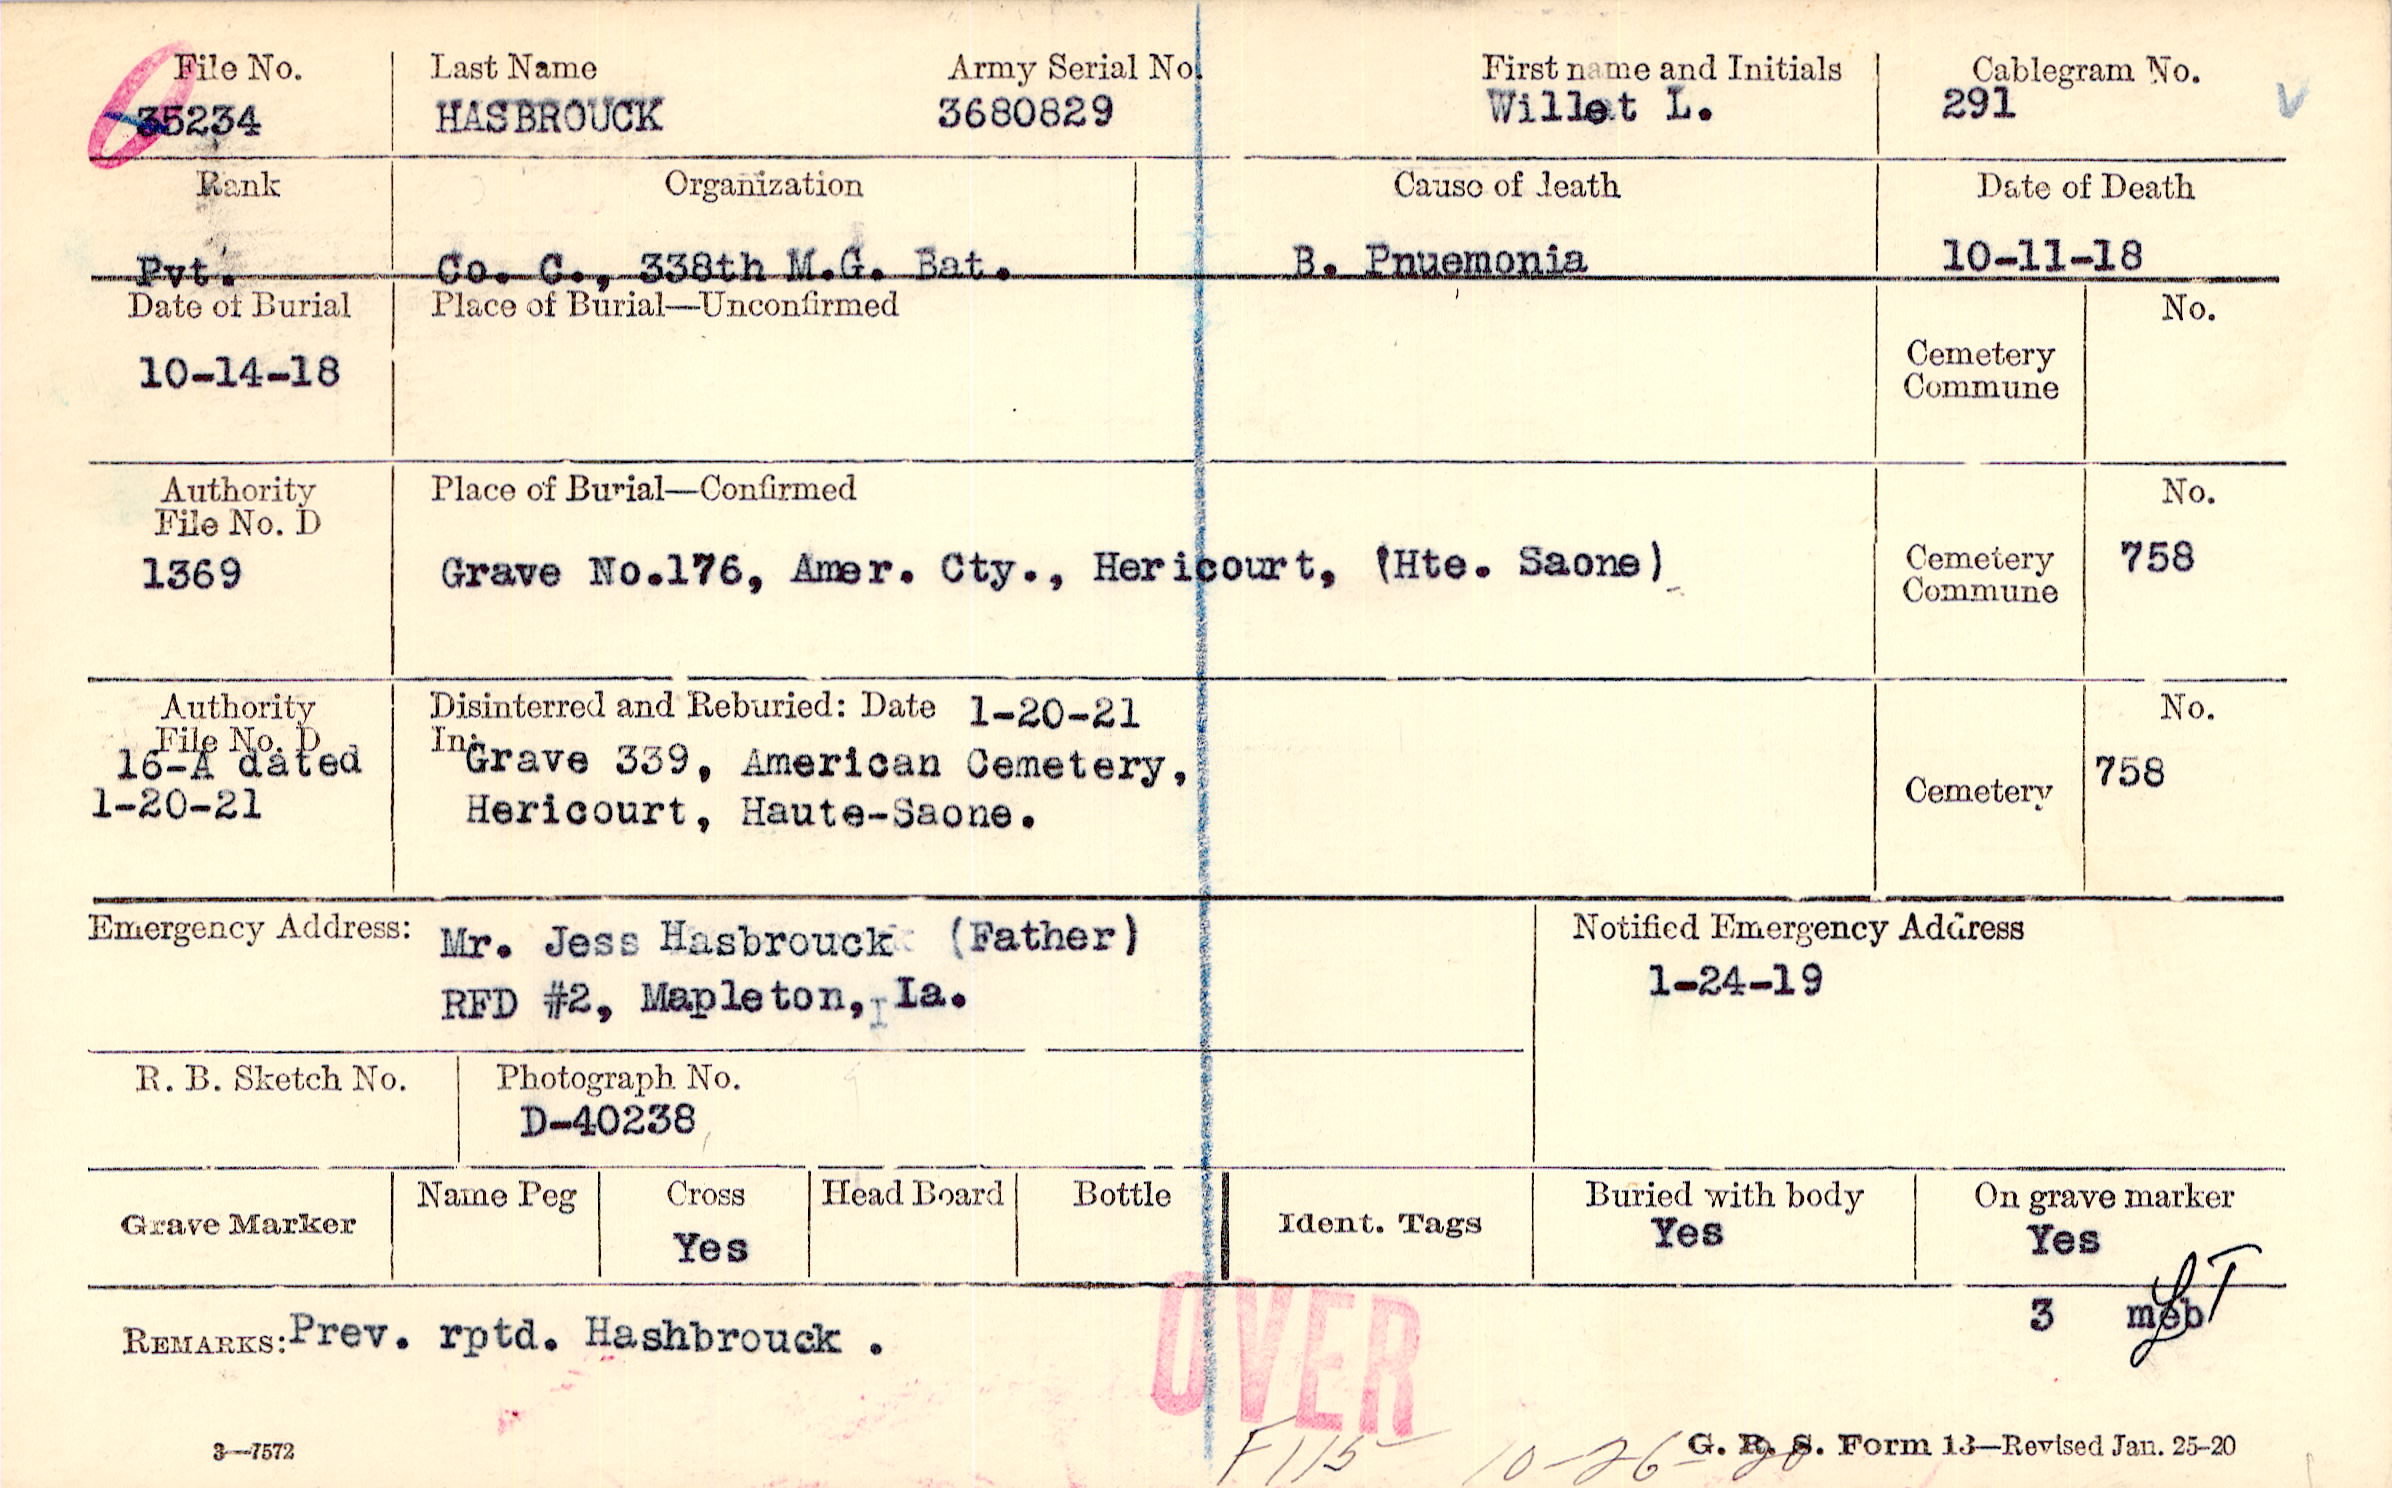 File No. Last Name Army Serial No. First name and Initials Cablegram No.
35234 HASBROUCK 3680829 Willet L. 291
Rank Organization Cause of death Date of Death
Pvt. Co. C., 338th M.G. Bat. B. Pnuemonia 10-11-18
Date of Burial Place of Burial—Unconfirmed No.
10-14-18 Cemetery
Commune
Authority Place of Burial—Confirmed No.
File No. D
1369 Grave No.176, Amer. Cty., Hericourt, (Hte. Saone) Cemetery 758
Commune
Authority Disinterred and Reburied: Date 1-20-21 No.
File No. D In:
16-A dated Grave 339, American Cemetery, 758
1-20-21 Hericourt, Haute-Saone. Cemetery
Emergency Address: Mr. Jess Hasbrouck (Father) Notified Emergency Address
RFD #2, Mapleton, Ia. 1-24-19
R. B. Sketch No. Photograph No.
D-40238
Grave Marker Name Peg Cross Head Board Bottle Ident. Tags Buried with body On grave marker
Yes Yes Yes
3 meb
REMARKS: Prev. rptd. Hashbrouck .
OVER
3—7572 F115 10-26-20 G. R. S. Form 13—Revised Jan. 25-20